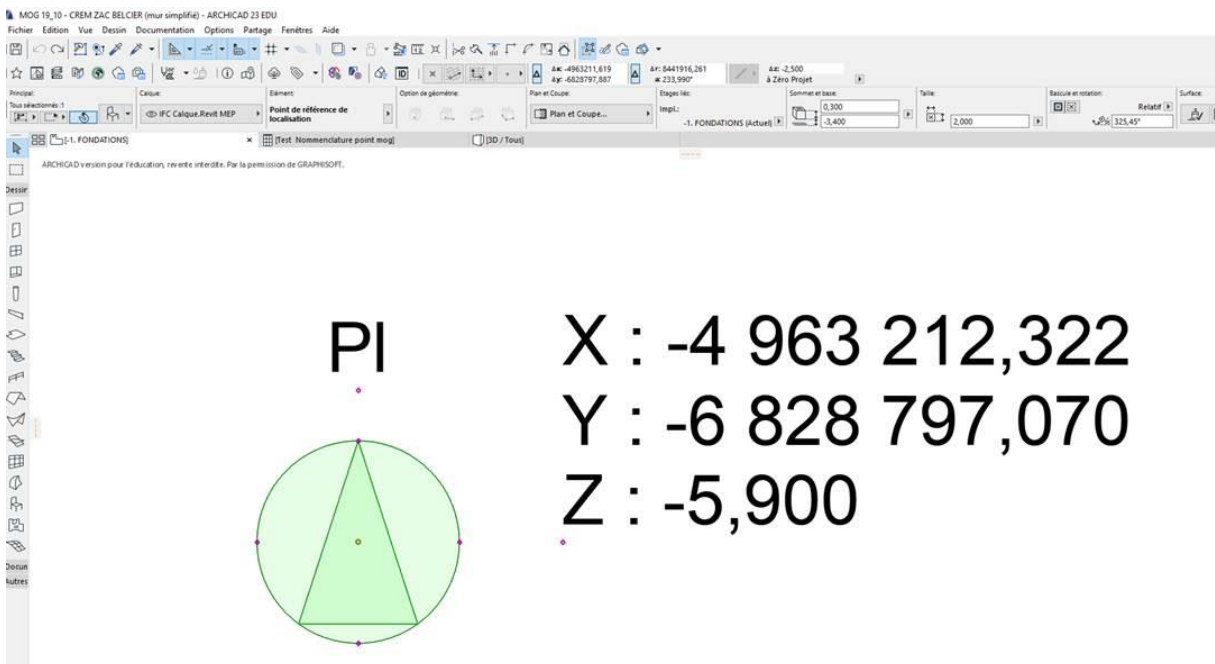 MOG 19_10 - CREM ZAC BELCIER (mur simplifié) - ARCHICAD 23 EDU
Fichier Edition Vue Dessin Documentation Options Partage Fenêtres Aide
Δx: -4963211,619 Δr: 8441916,261 Δz: -2,500
Δy: -6828797,887 α: 233,990° à Zéro Projet
Principal: Calque: Elément: Option de géométrie: Plan et Coupe: Etages liés: Sommet et base: Taille: Bascule et rotation: Surface:
Tous sélectionnés: 1
IFC Calque.Revit MEP
Point de référence de localisation
Plan et Coupe...
Impl.:
-1. FONDATIONS (Actuel)
0,300
-3,400
2,000
Relatif
325,45°
[-1. FONDATIONS] [Test Nomenclature point mog] [3D / Tous]
ARCHICAD version pour l'éducation, revente interdite. Par la permission de GRAPHISOFT.
Dessin
PI
X : -4 963 212,322
Y : -6 828 797,070
Z : -5,900
Docue
Autres